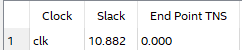 Clock Slack End Point TNS
1 clk 10.882 0.000